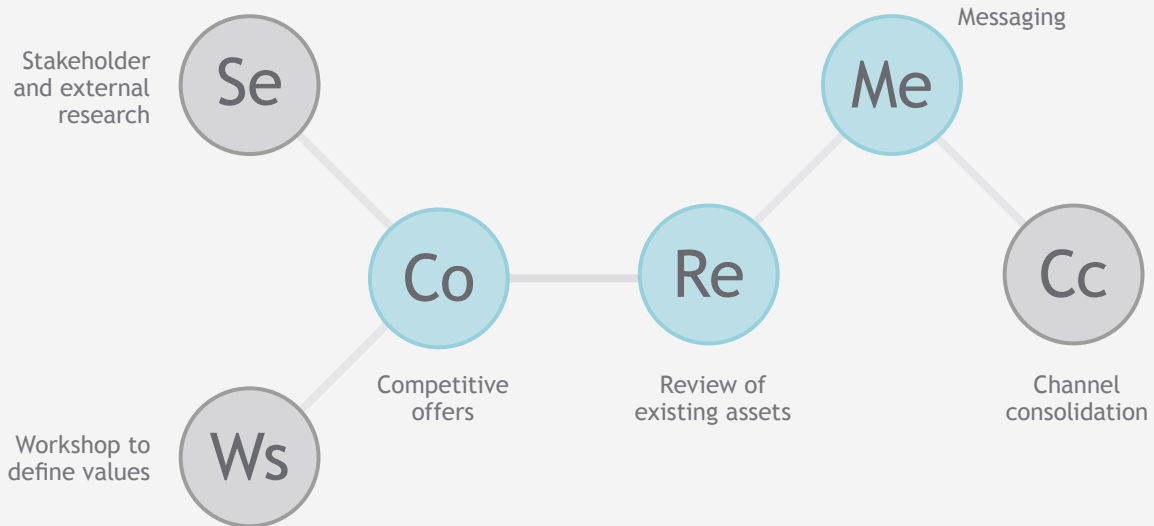 Stakeholder
and external
research
Se
Messaging
Me
Co
Competitive
offers
Re
Review of
existing assets
Cc
Channel
consolidation
Workshop to
define values
Ws